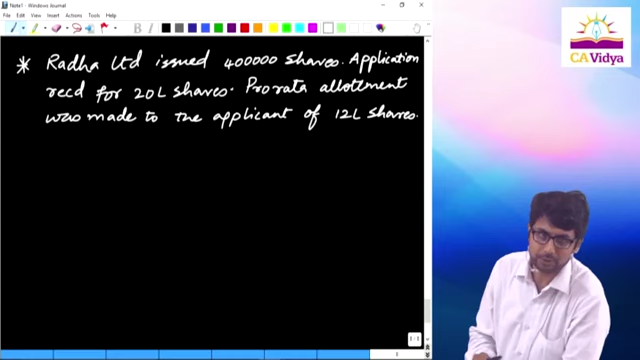 Note1 - Windows Journal
File Edit View Insert Actions Tools Help
CA Vidya
* Radha Ltd issued 400000 shares. Application
recd for 20L shares. Prorata allotement
was made to the applicant of 12L shares.
1 / 1